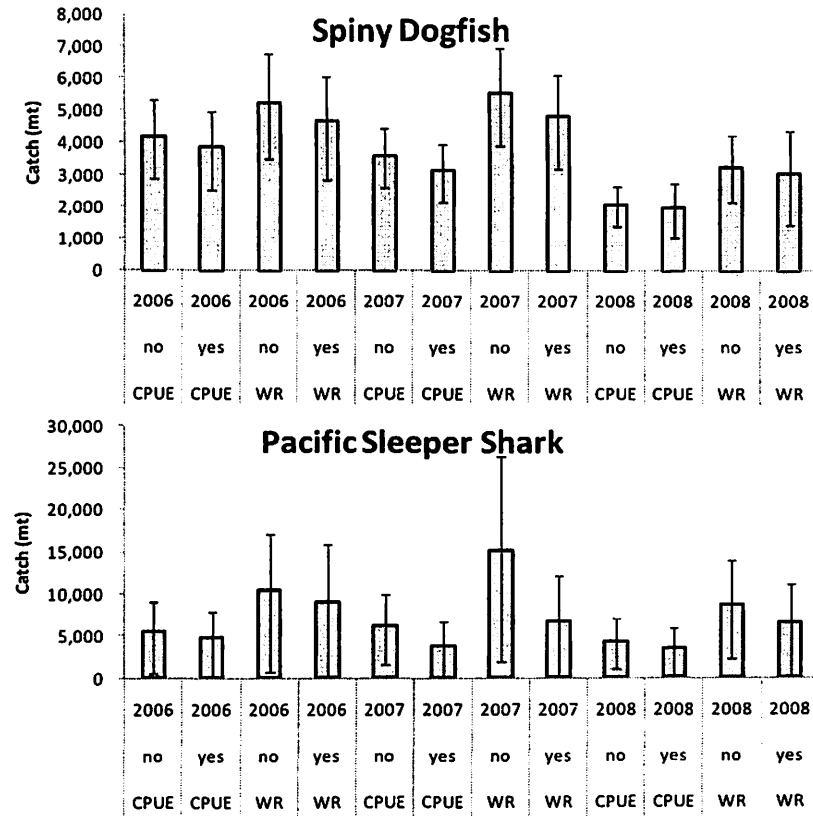 Spiny Dogfish
8,000
7,000
6,000
5,000
4,000
3,000
2,000
1,000
0
Catch (mt)
2006 2006 2006 2006 2007 2007 2007 2007 2008 2008 2008 2008
no yes no yes no yes no yes no yes no yes
CPUE CPUE WR WR CPUE CPUE WR WR CPUE CPUE WR WR
Pacific Sleeper Shark
30,000
25,000
20,000
15,000
10,000
5,000
0
Catch (mt)
2006 2006 2006 2006 2007 2007 2007 2007 2008 2008 2008 2008
no yes no yes no yes no yes no yes no yes
CPUE CPUE WR WR CPUE CPUE WR WR CPUE CPUE WR WR